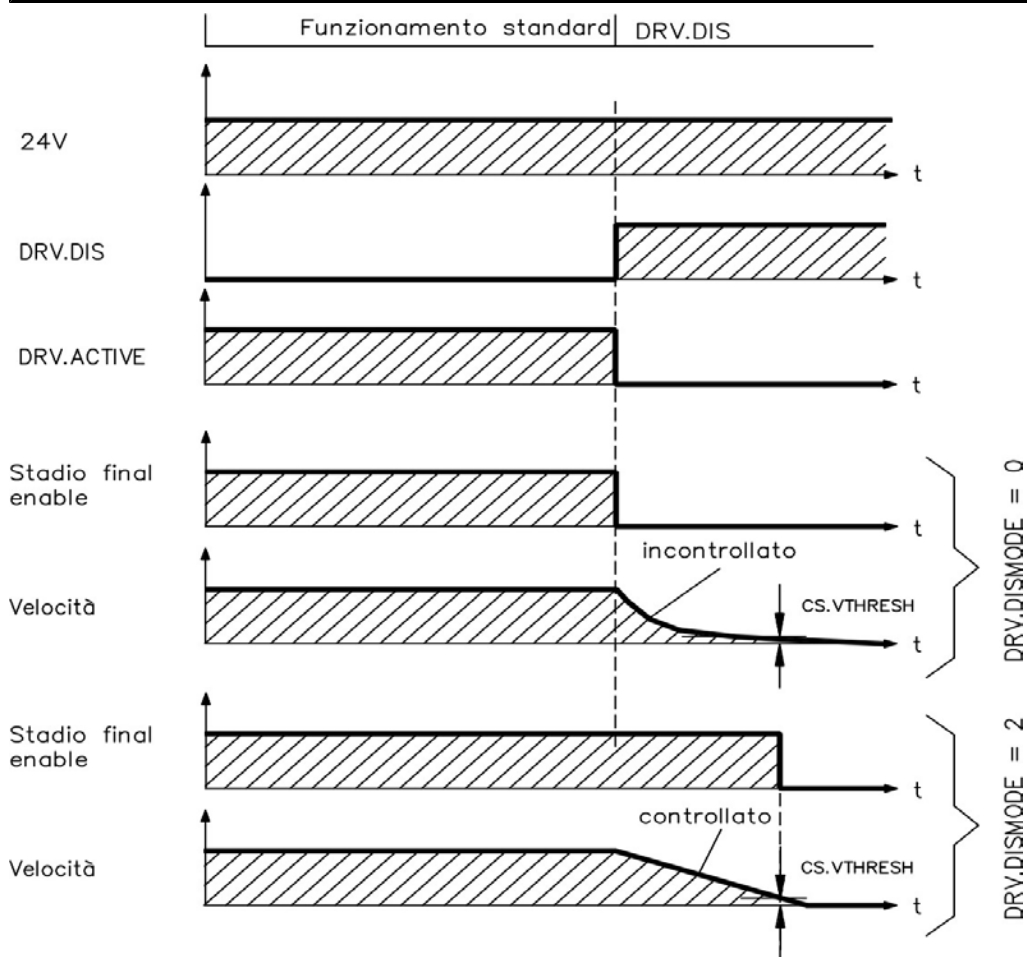 Funzionamento standard DRV.DIS
24V
t
DRV.DIS
t
DRV.ACTIVE
t
Stadio final
enable
t
incontrollato
Velocità
CS.VTHRESH
t
DRV.DISMODE = 0
Stadio final
enable
t
controllato
Velocità
CS.VTHRESH
t
DRV.DISMODE = 2